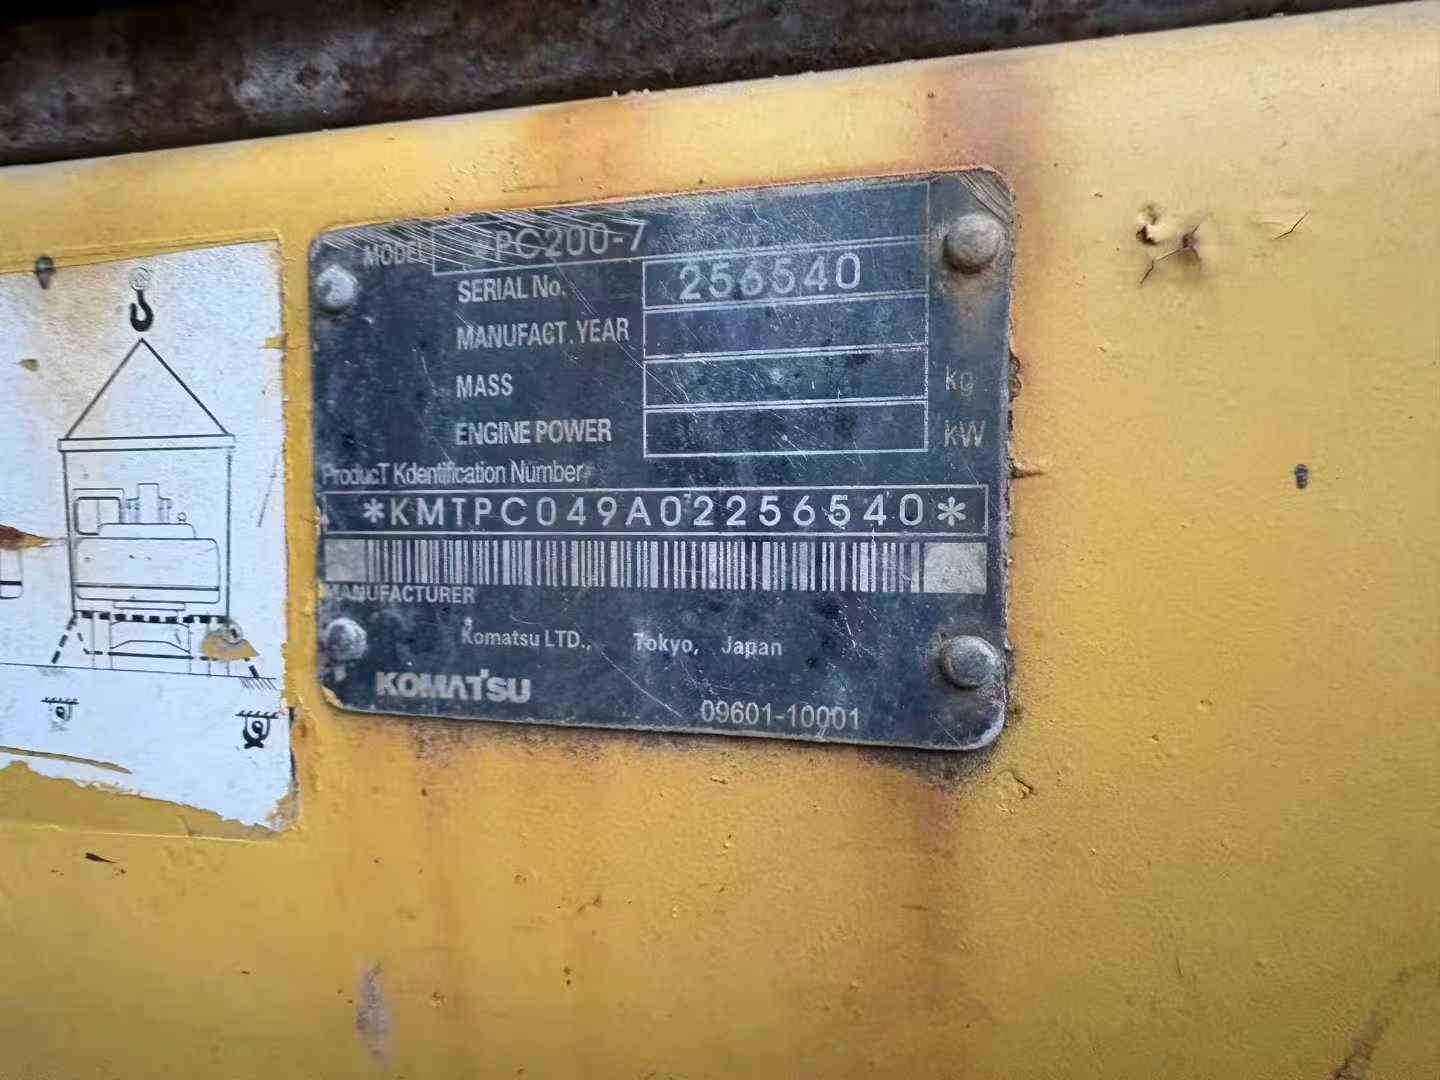 MODEL PC200-7
SERIAL No. 256540
MANUFACT.YEAR
MASS kg
ENGINE POWER kW
ProducT Kdentification Number
*KMTPC049A02256540*
MANUFACTURER
Komatsu LTD., Tokyo, Japan
KOMATSU
09601-10001